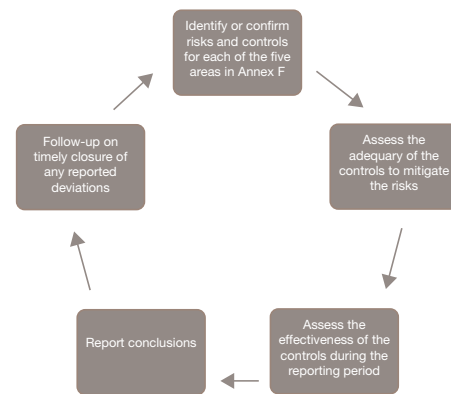 Identify or confirm
risks and controls
for each of the five
areas in Annex F
Assess the
adequary of the
controls to mitigate
the risks
Assess the
effectiveness of the
controls during the
reporting period
Report conclusions
Follow-up on
timely closure of
any reported
deviations